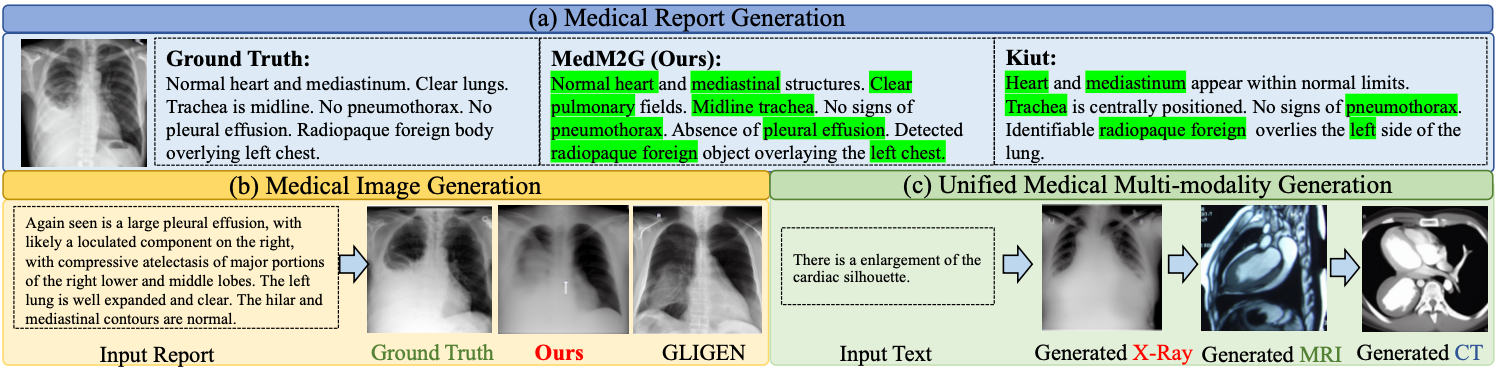 (a) Medical Report Generation
Ground Truth:
Normal heart and mediastinum. Clear lungs.
Trachea is midline. No pneumothorax. No
pleural effusion. Radiopaque foreign body
overlying left chest.
MedM2G (Ours):
Normal heart and mediastinal structures. Clear
pulmonary fields. Midline trachea. No signs of
pneumothorax. Absence of pleural effusion. Detected
radiopaque foreign object overlaying the left chest.
Kiut:
Heart and mediastinum appear within normal limits.
Trachea is centrally positioned. No signs of pneumothorax.
Identifiable radiopaque foreign overlies the left side of the
lung.
(b) Medical Image Generation
Again seen is a large pleural effusion, with
likely a loculated component on the right,
with compressive atelectasis of major portions
of the right lower and middle lobes. The left
lung is well expanded and clear. The hilar and
mediastinal contours are normal.
Input Report
Ground Truth
Ours
GLIGEN
(c) Unified Medical Multi-modality Generation
There is a enlargement of the
cardiac silhouette.
Input Text
Generated X-Ray
Generated MRI
Generated CT